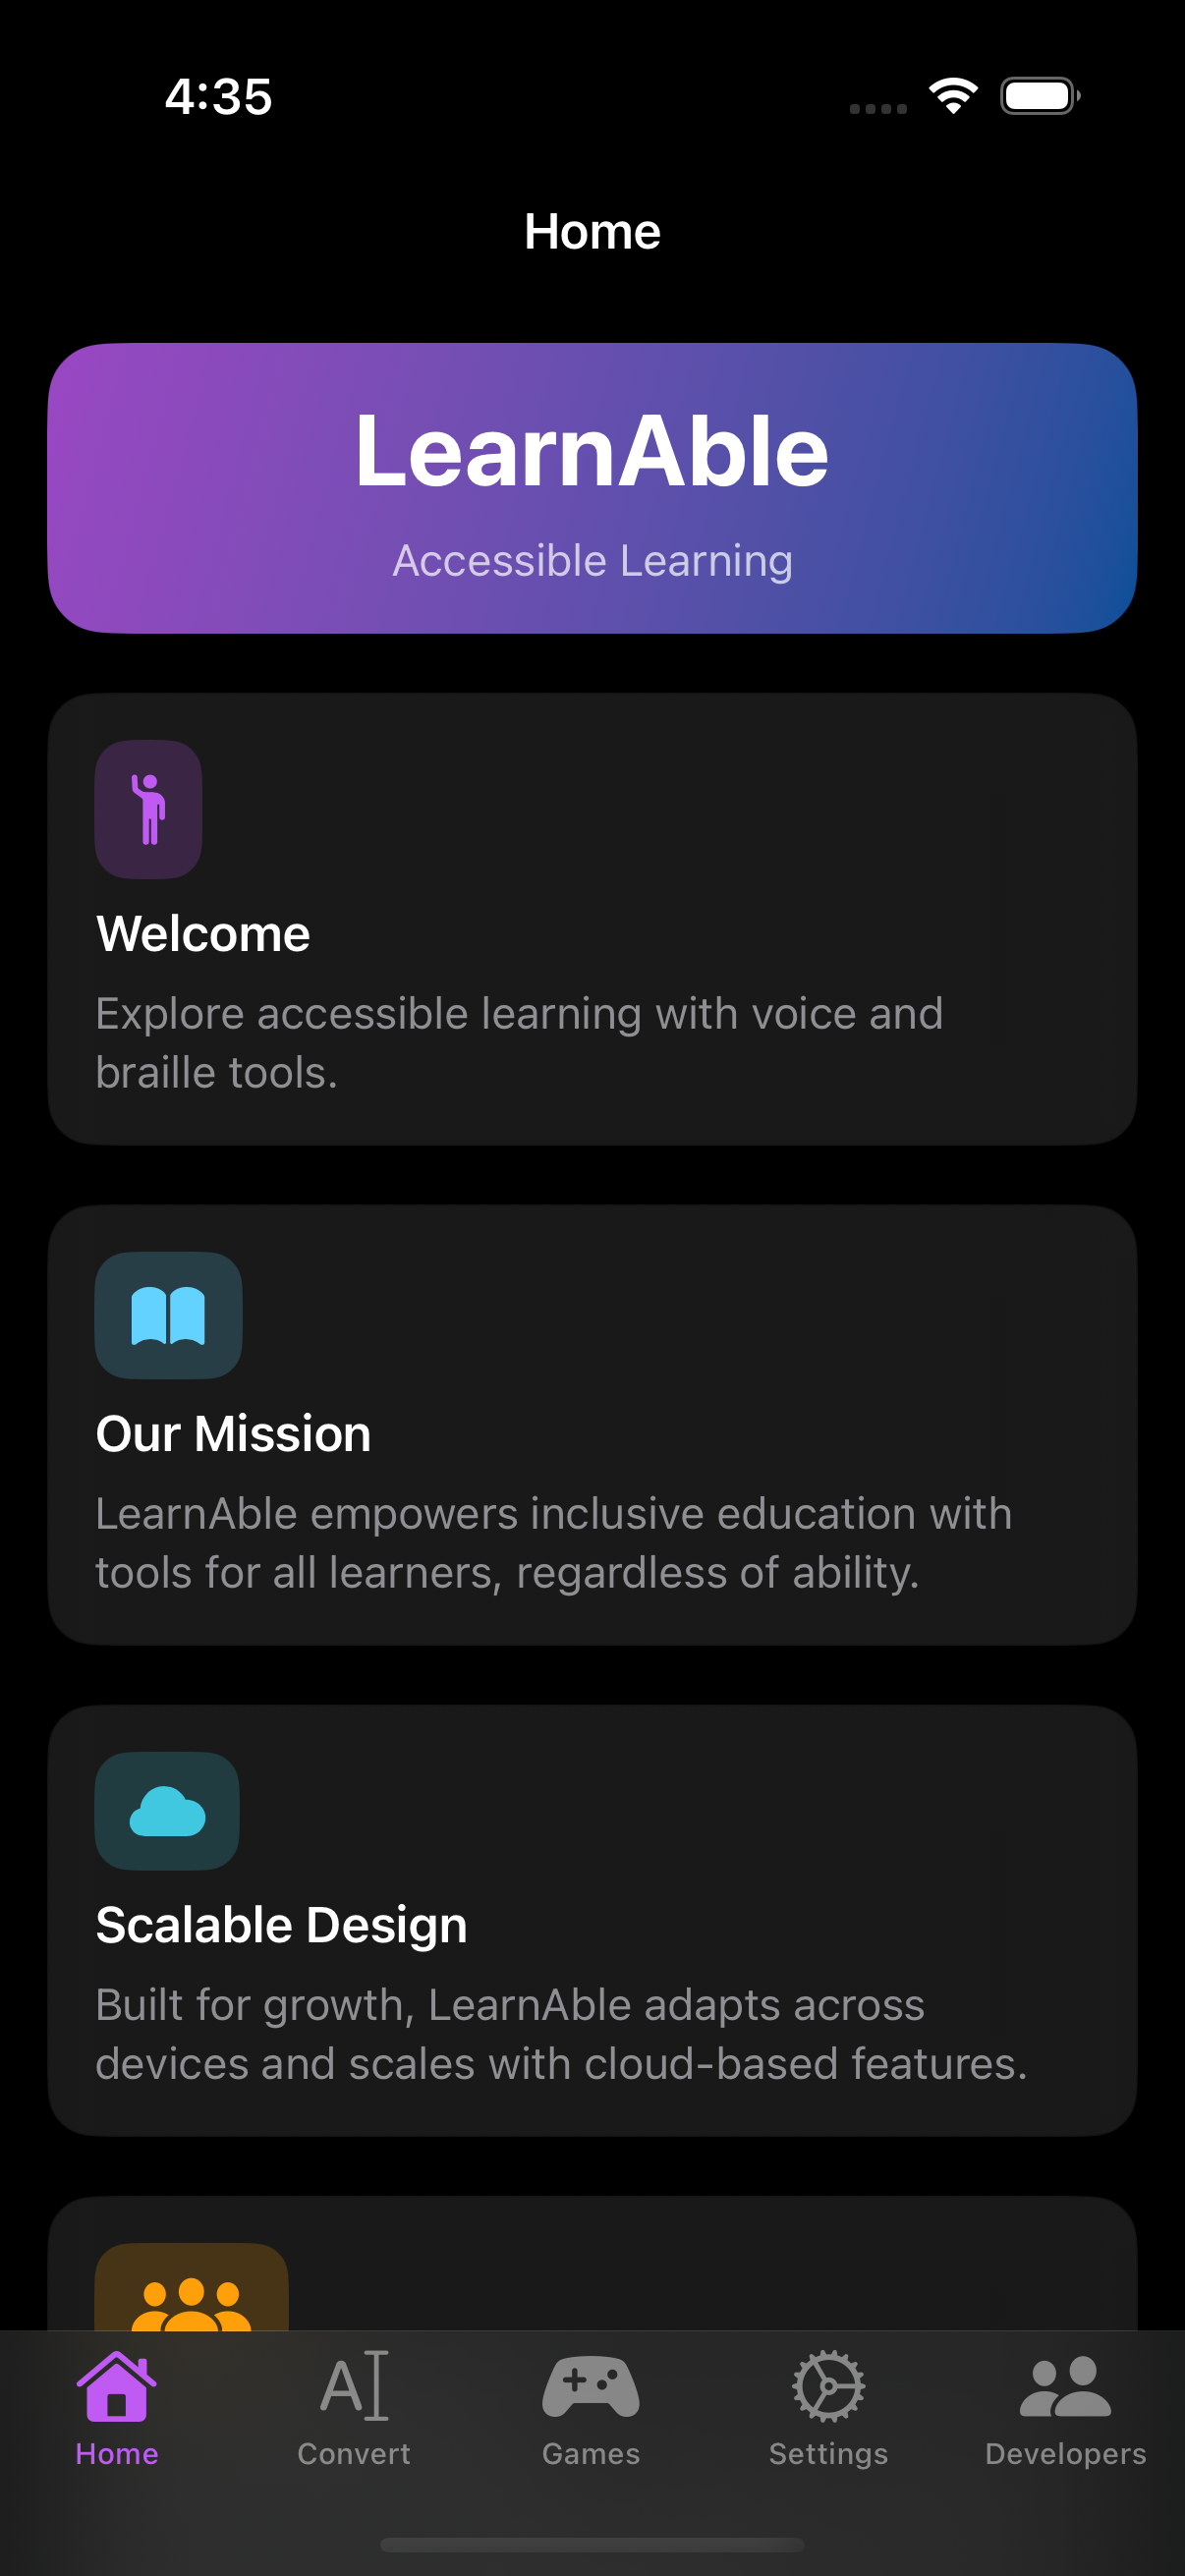 4:35
Home
LearnAble
Accessible Learning
Welcome
Explore accessible learning with voice and
braille tools.
Our Mission
LearnAble empowers inclusive education with
tools for all learners, regardless of ability.
Scalable Design
Built for growth, LearnAble adapts across
devices and scales with cloud-based features.
Home
Convert
Games
Settings
Developers